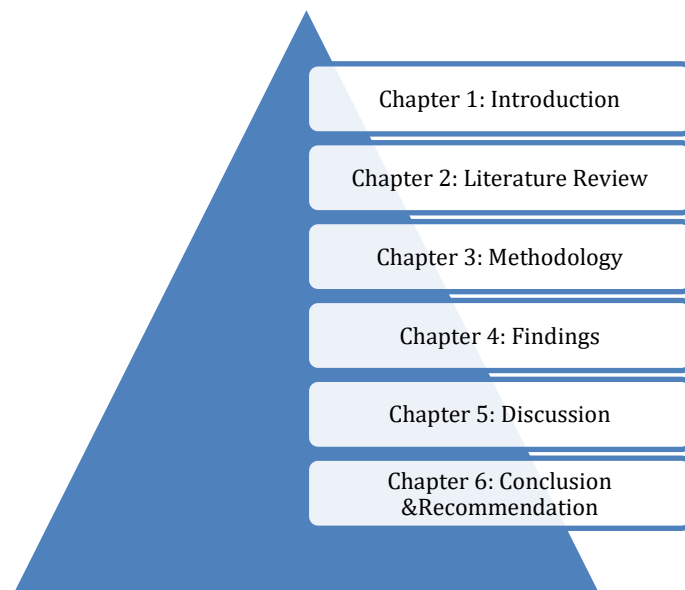 Chapter 1: Introduction
Chapter 2: Literature Review
Chapter 3: Methodology
Chapter 4: Findings
Chapter 5: Discussion
Chapter 6: Conclusion
&Recommendation